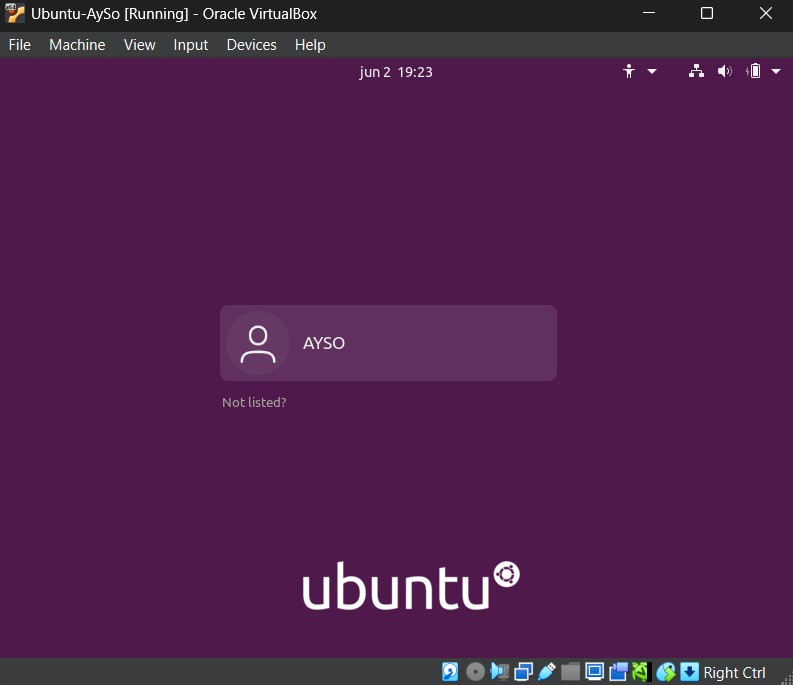 Ubuntu-AySo [Running] - Oracle VirtualBox
File Machine View Input Devices Help
jun 2 19:23
AYSO
Not listed?
ubuntu
Right Ctrl